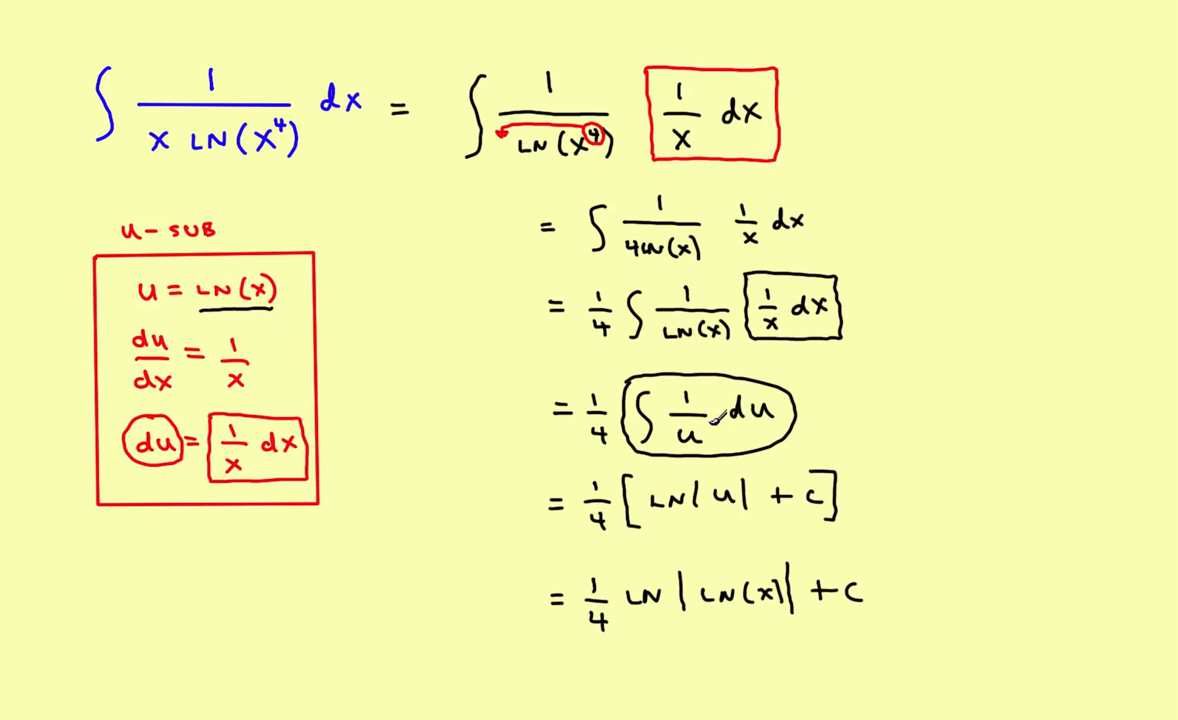 ∫ 1/(x LN(x⁴)) dx = ∫ 1/LN(x⁴) 1/x dx
= ∫ 1/(4LN(x)) 1/x dx
= 1/4 ∫ 1/LN(x) 1/x dx
= 1/4 ∫ 1/u du
= 1/4 [LN|u| + C]
= 1/4 LN|LN(x)| + C
u-SUB
u = LN(x)
du/dx = 1/x
du = 1/x dx